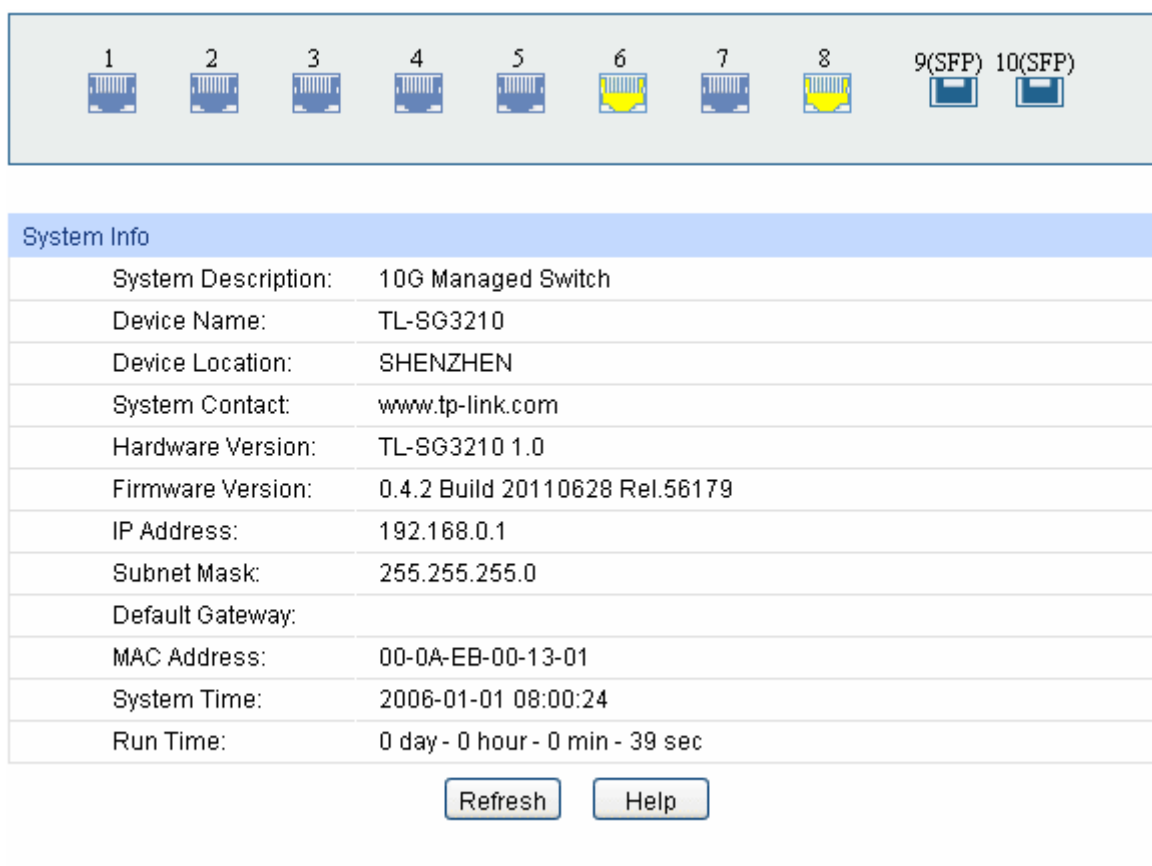 1 2 3 4 5 6 7 8 9(SFP) 10(SFP)
System Info
System Description: 10G Managed Switch
Device Name: TL-SG3210
Device Location: SHENZHEN
System Contact: www.tp-link.com
Hardware Version: TL-SG3210 1.0
Firmware Version: 0.4.2 Build 20110628 Rel.56179
IP Address: 192.168.0.1
Subnet Mask: 255.255.255.0
Default Gateway:
MAC Address: 00-0A-EB-00-13-01
System Time: 2006-01-01 08:00:24
Run Time: 0 day - 0 hour - 0 min - 39 sec
Refresh Help